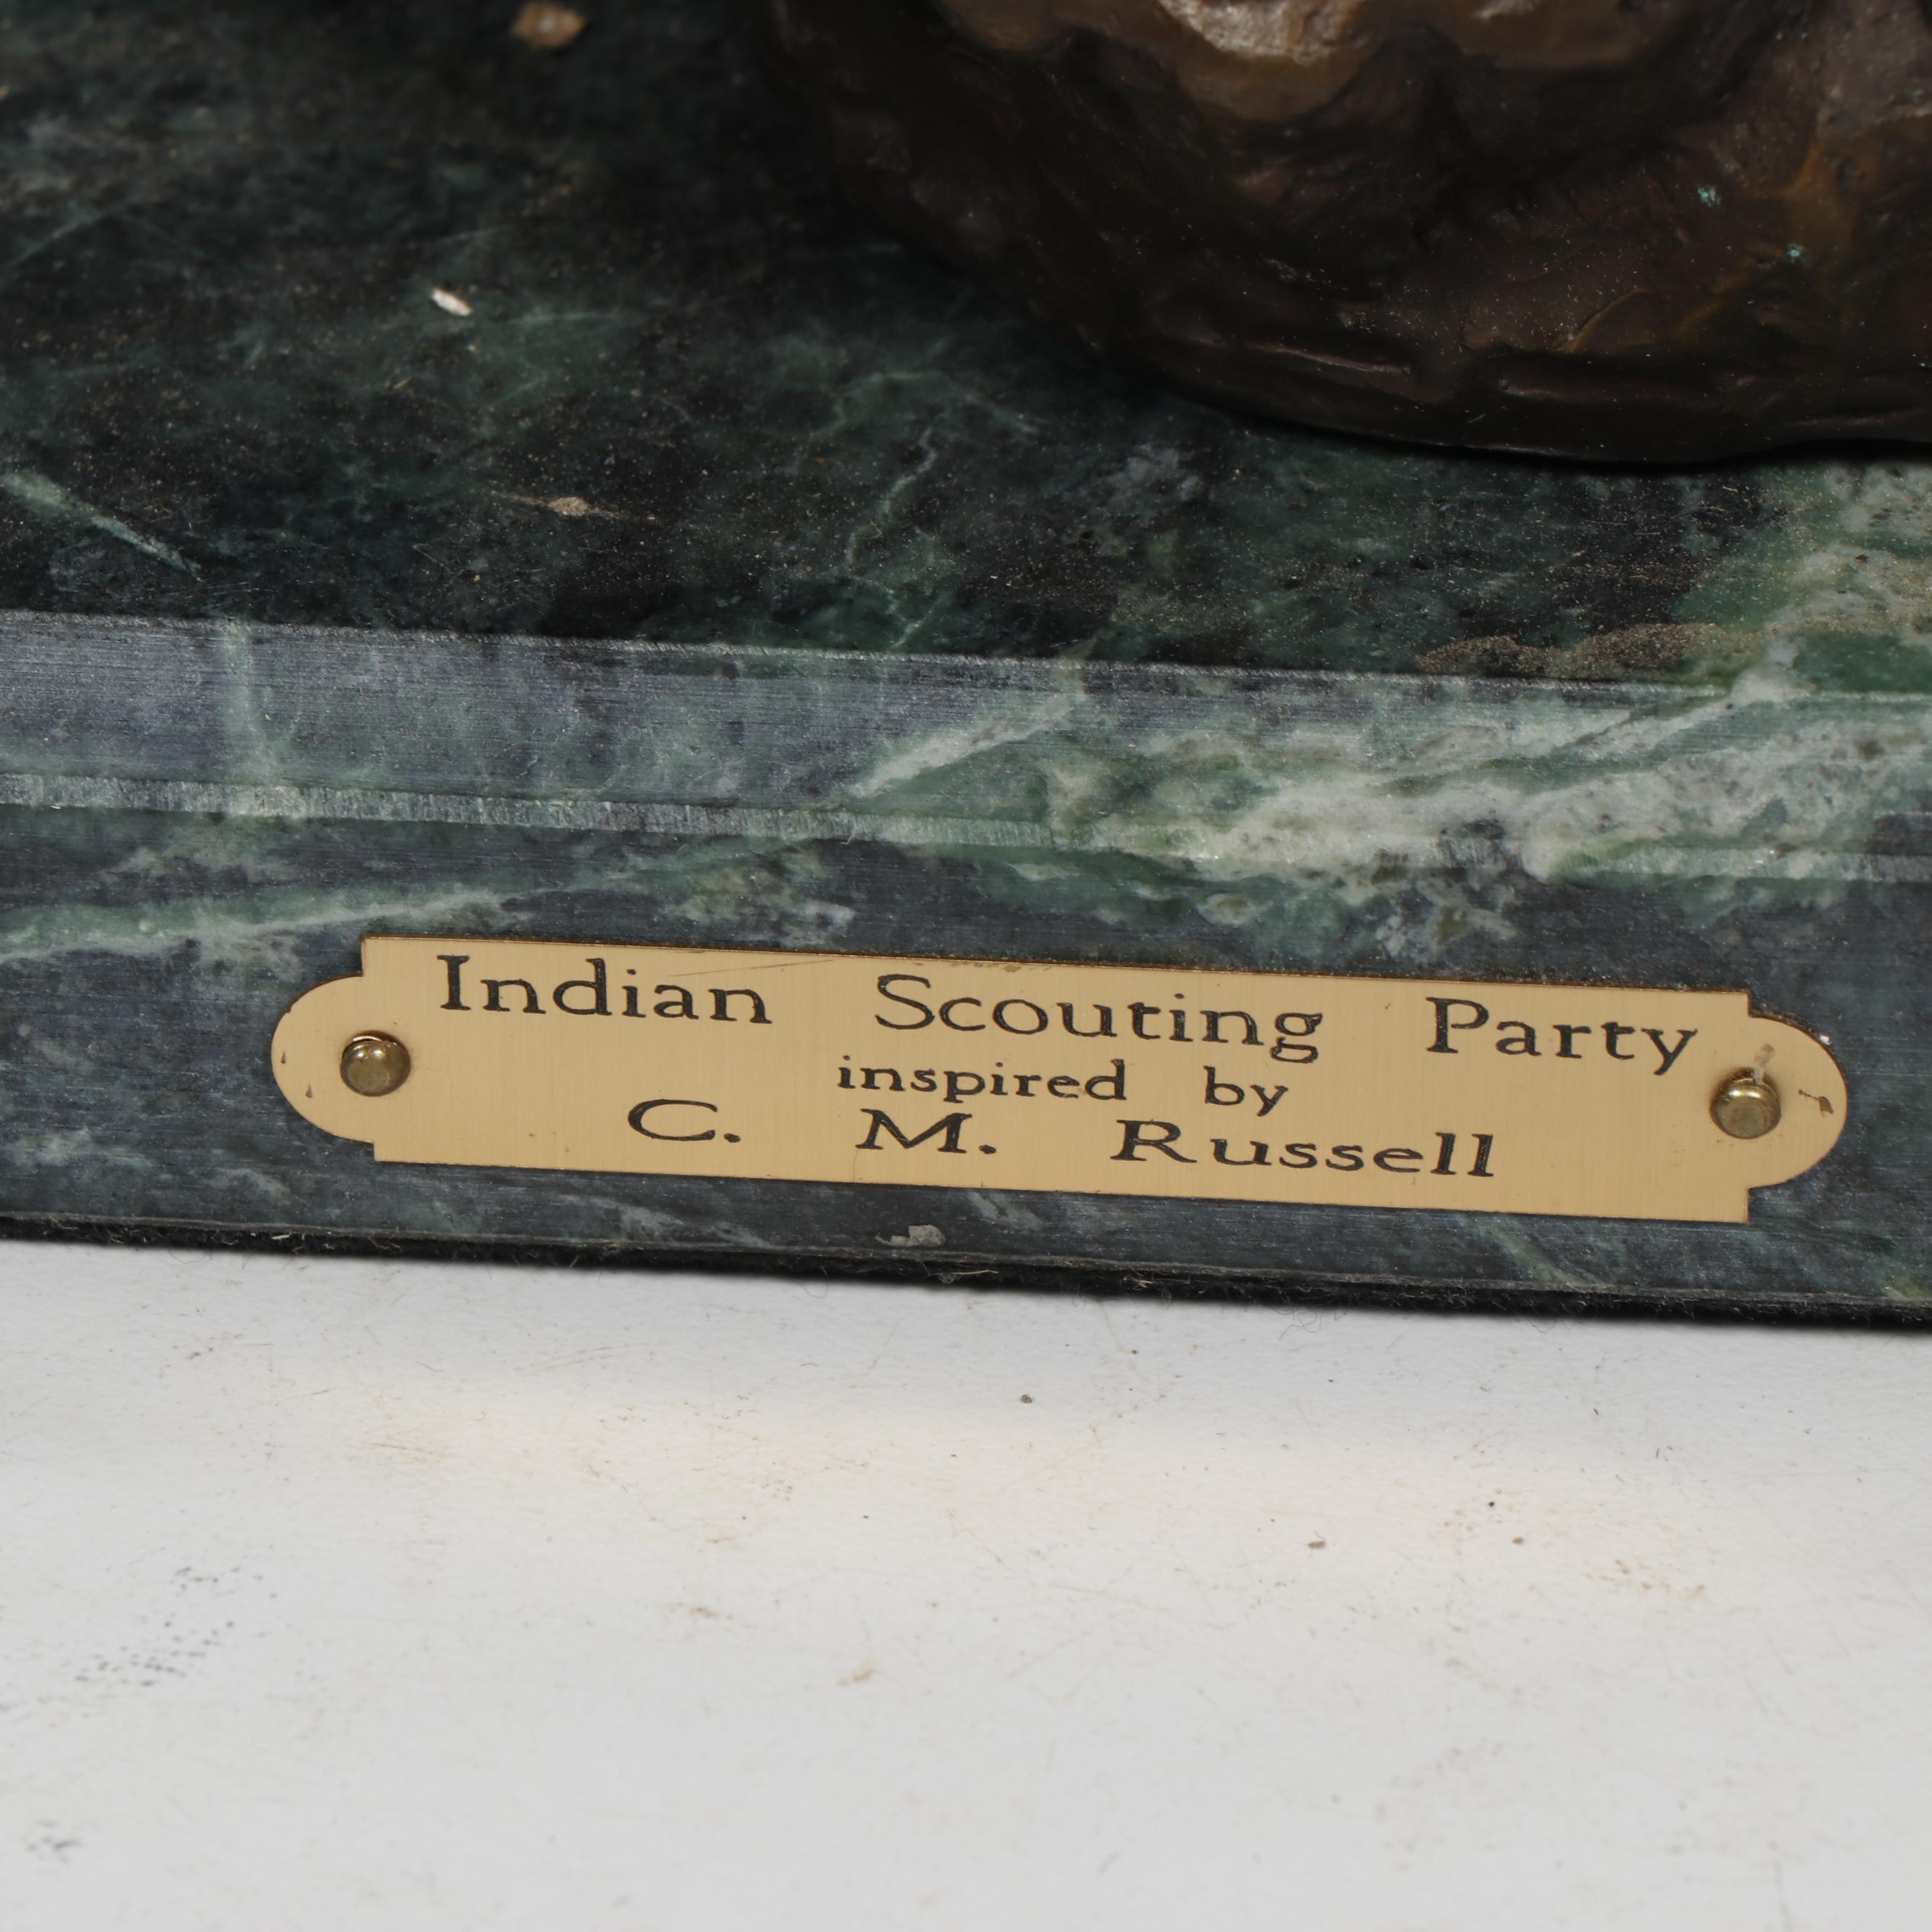 Indian Scouting Party
inspired by
C. M. Russell